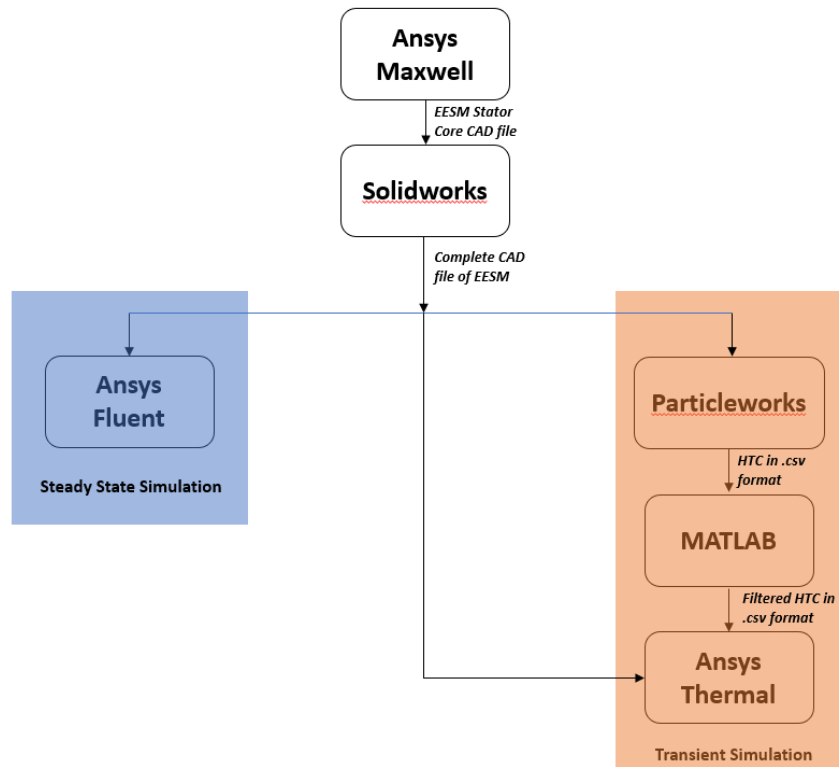 Ansys
Maxwell
EESM Stator
Core CAD file
Solidworks
Complete CAD
file of EESM
Ansys
Fluent
Steady State Simulation
Particleworks
HTC in .csv
format
MATLAB
Filtered HTC in
.csv format
Ansys
Thermal
Transient Simulation